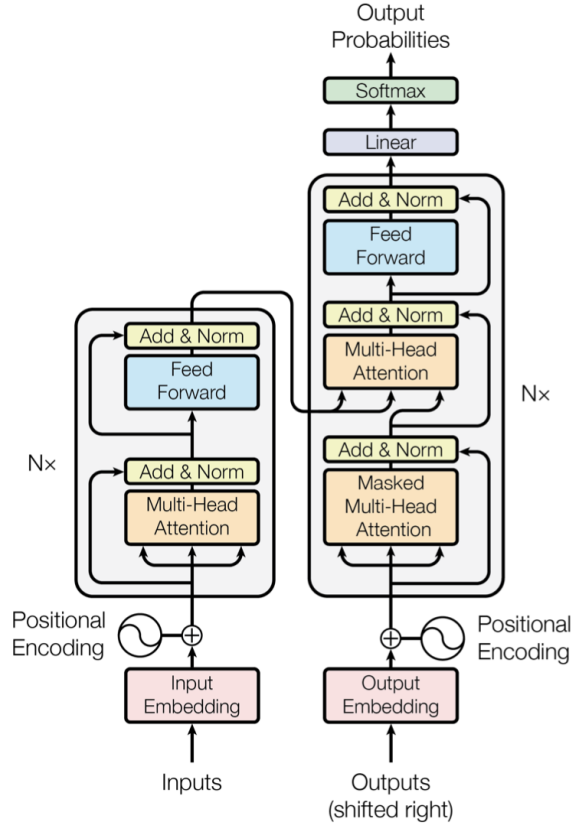 Output
Probabilities
Softmax
Linear
Add & Norm
Feed
Forward
Add & Norm
Multi-Head
Attention
Nx
Add & Norm
Masked
Multi-Head
Attention
Add & Norm
Feed
Forward
Nx
Add & Norm
Multi-Head
Attention
Positional
Encoding
Positional
Encoding
Input
Embedding
Output
Embedding
Inputs
Outputs
(shifted right)